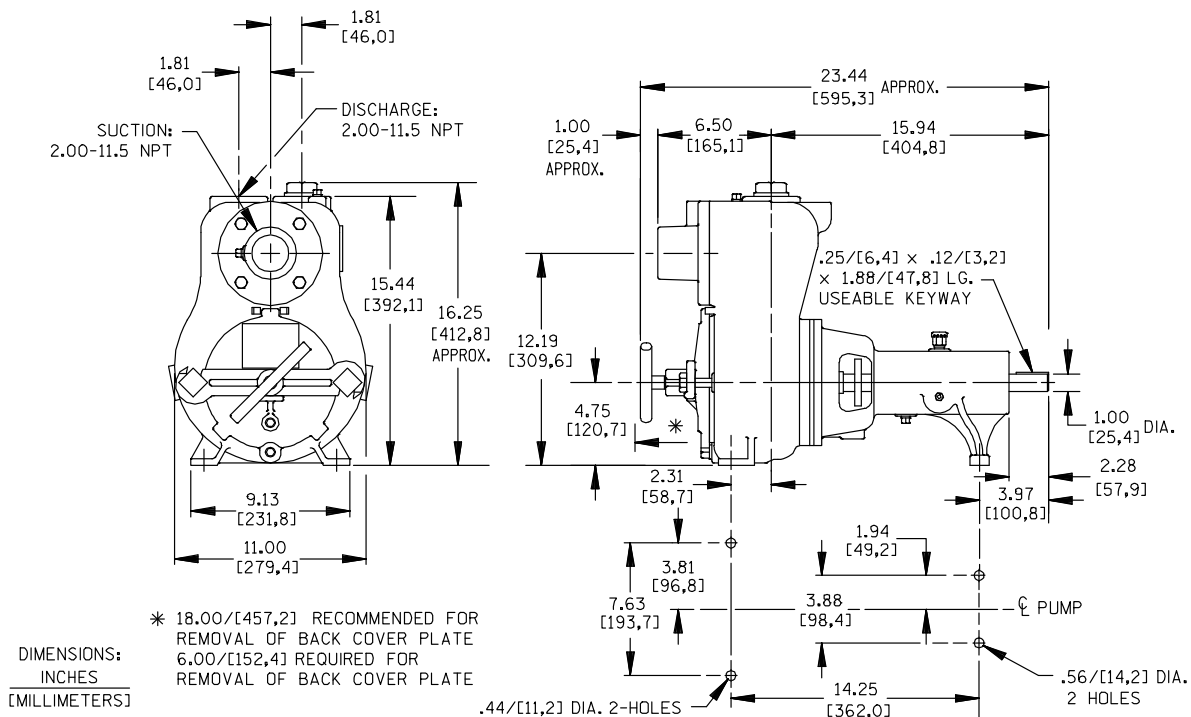 1.81
[46,0]
1.81
[46,0]
DISCHARGE:
2.00-11.5 NPT
SUCTION:
2.00-11.5 NPT
15.44
[392,1]
16.25
[412,8]
APPROX.
9.13
[231,8]
11.00
[279,4]
23.44
[595,3] APPROX.
1.00
[25,4]
APPROX.
6.50
[165,1]
15.94
[404,8]
.25/[6,4] x .12/[3,2]
x 1.88/[47,8] LG.
USEABLE KEYWAY
12.19
[309,6]
4.75
[120,7]
*
1.00
[25,4] DIA.
2.31
[58,7]
2.28
[57,9]
3.97
[100,8]
1.94
[49,2]
3.81
[96,8]
7.63
[193,7]
3.88
[98,4]
℄ PUMP
14.25
[362.0]
.44/[11,2] DIA. 2-HOLES
.56/[14,2] DIA.
2 HOLES
* 18.00/[457,2] RECOMMENDED FOR
REMOVAL OF BACK COVER PLATE
6.00/[152,4] REQUIRED FOR
REMOVAL OF BACK COVER PLATE
DIMENSIONS:
INCHES
[MILLIMETERS]